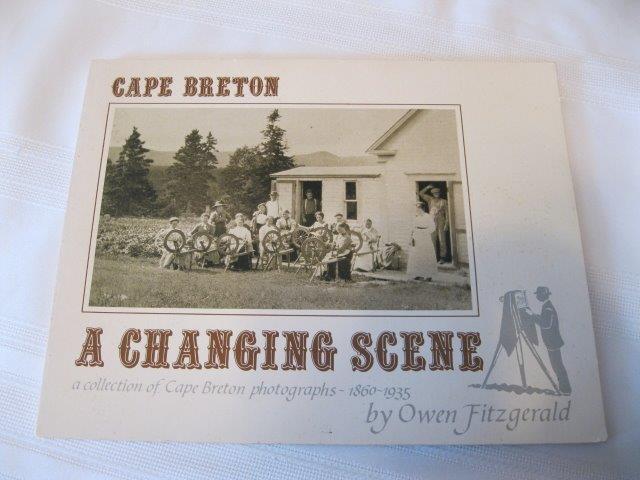 CAPE BRETON
A CHANGING SCENE
a collection of Cape Breton photographs ~ 1860~1935
by Owen Fitzgerald